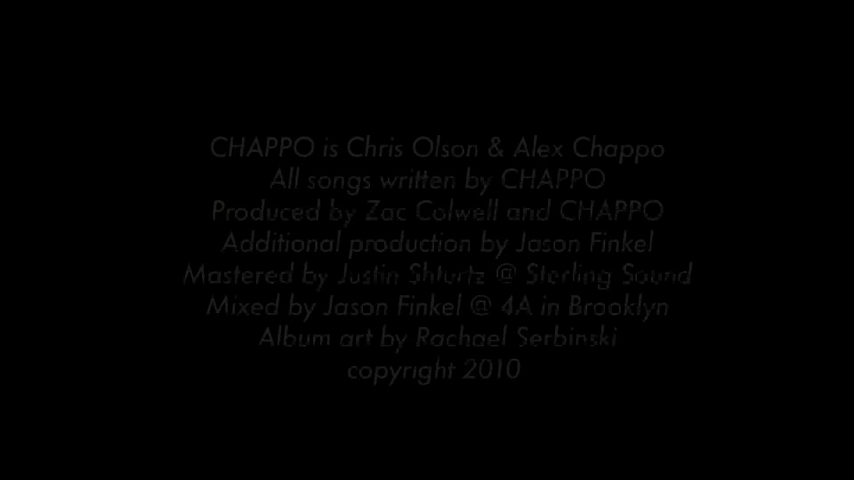 CHAPPO is Chris Olson & Alex Chappo
All songs written by CHAPPO
Produced by Zac Colwell and CHAPPO
Additional production by Jason Finkel
Mastered by Justin Shturtz @ Sterling Sound
Mixed by Jason Finkel @ 4A in Brooklyn
Album art by Rachael Serbinski
copyright 2010